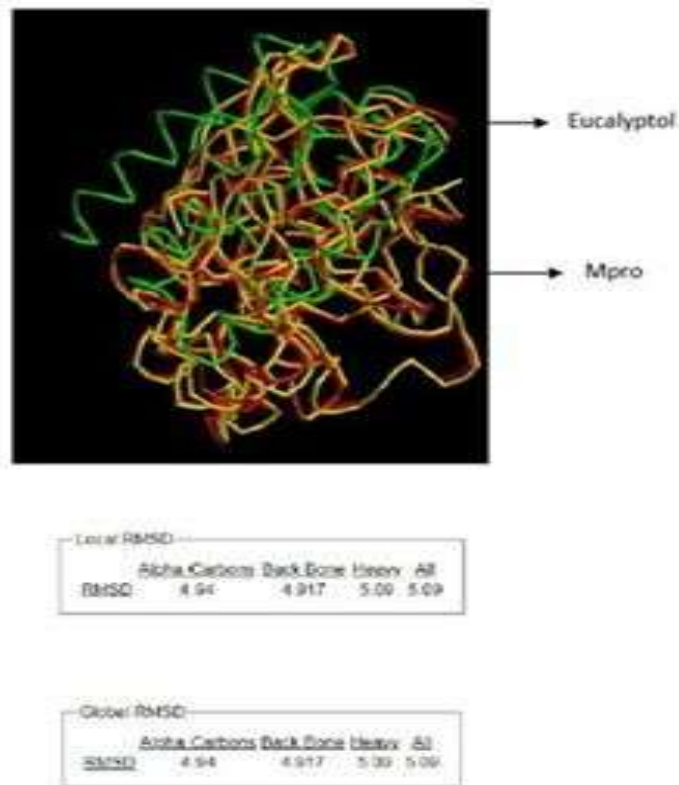 Eucalyptol
Mpro
Local RMSD
Alpha Carbons Back Bone Heavy All
RMSD 4.94 4.917 5.09 5.09
Global RMSD
Alpha Carbons Back Bone Heavy All
RMSD 4.94 4.917 5.09 5.09